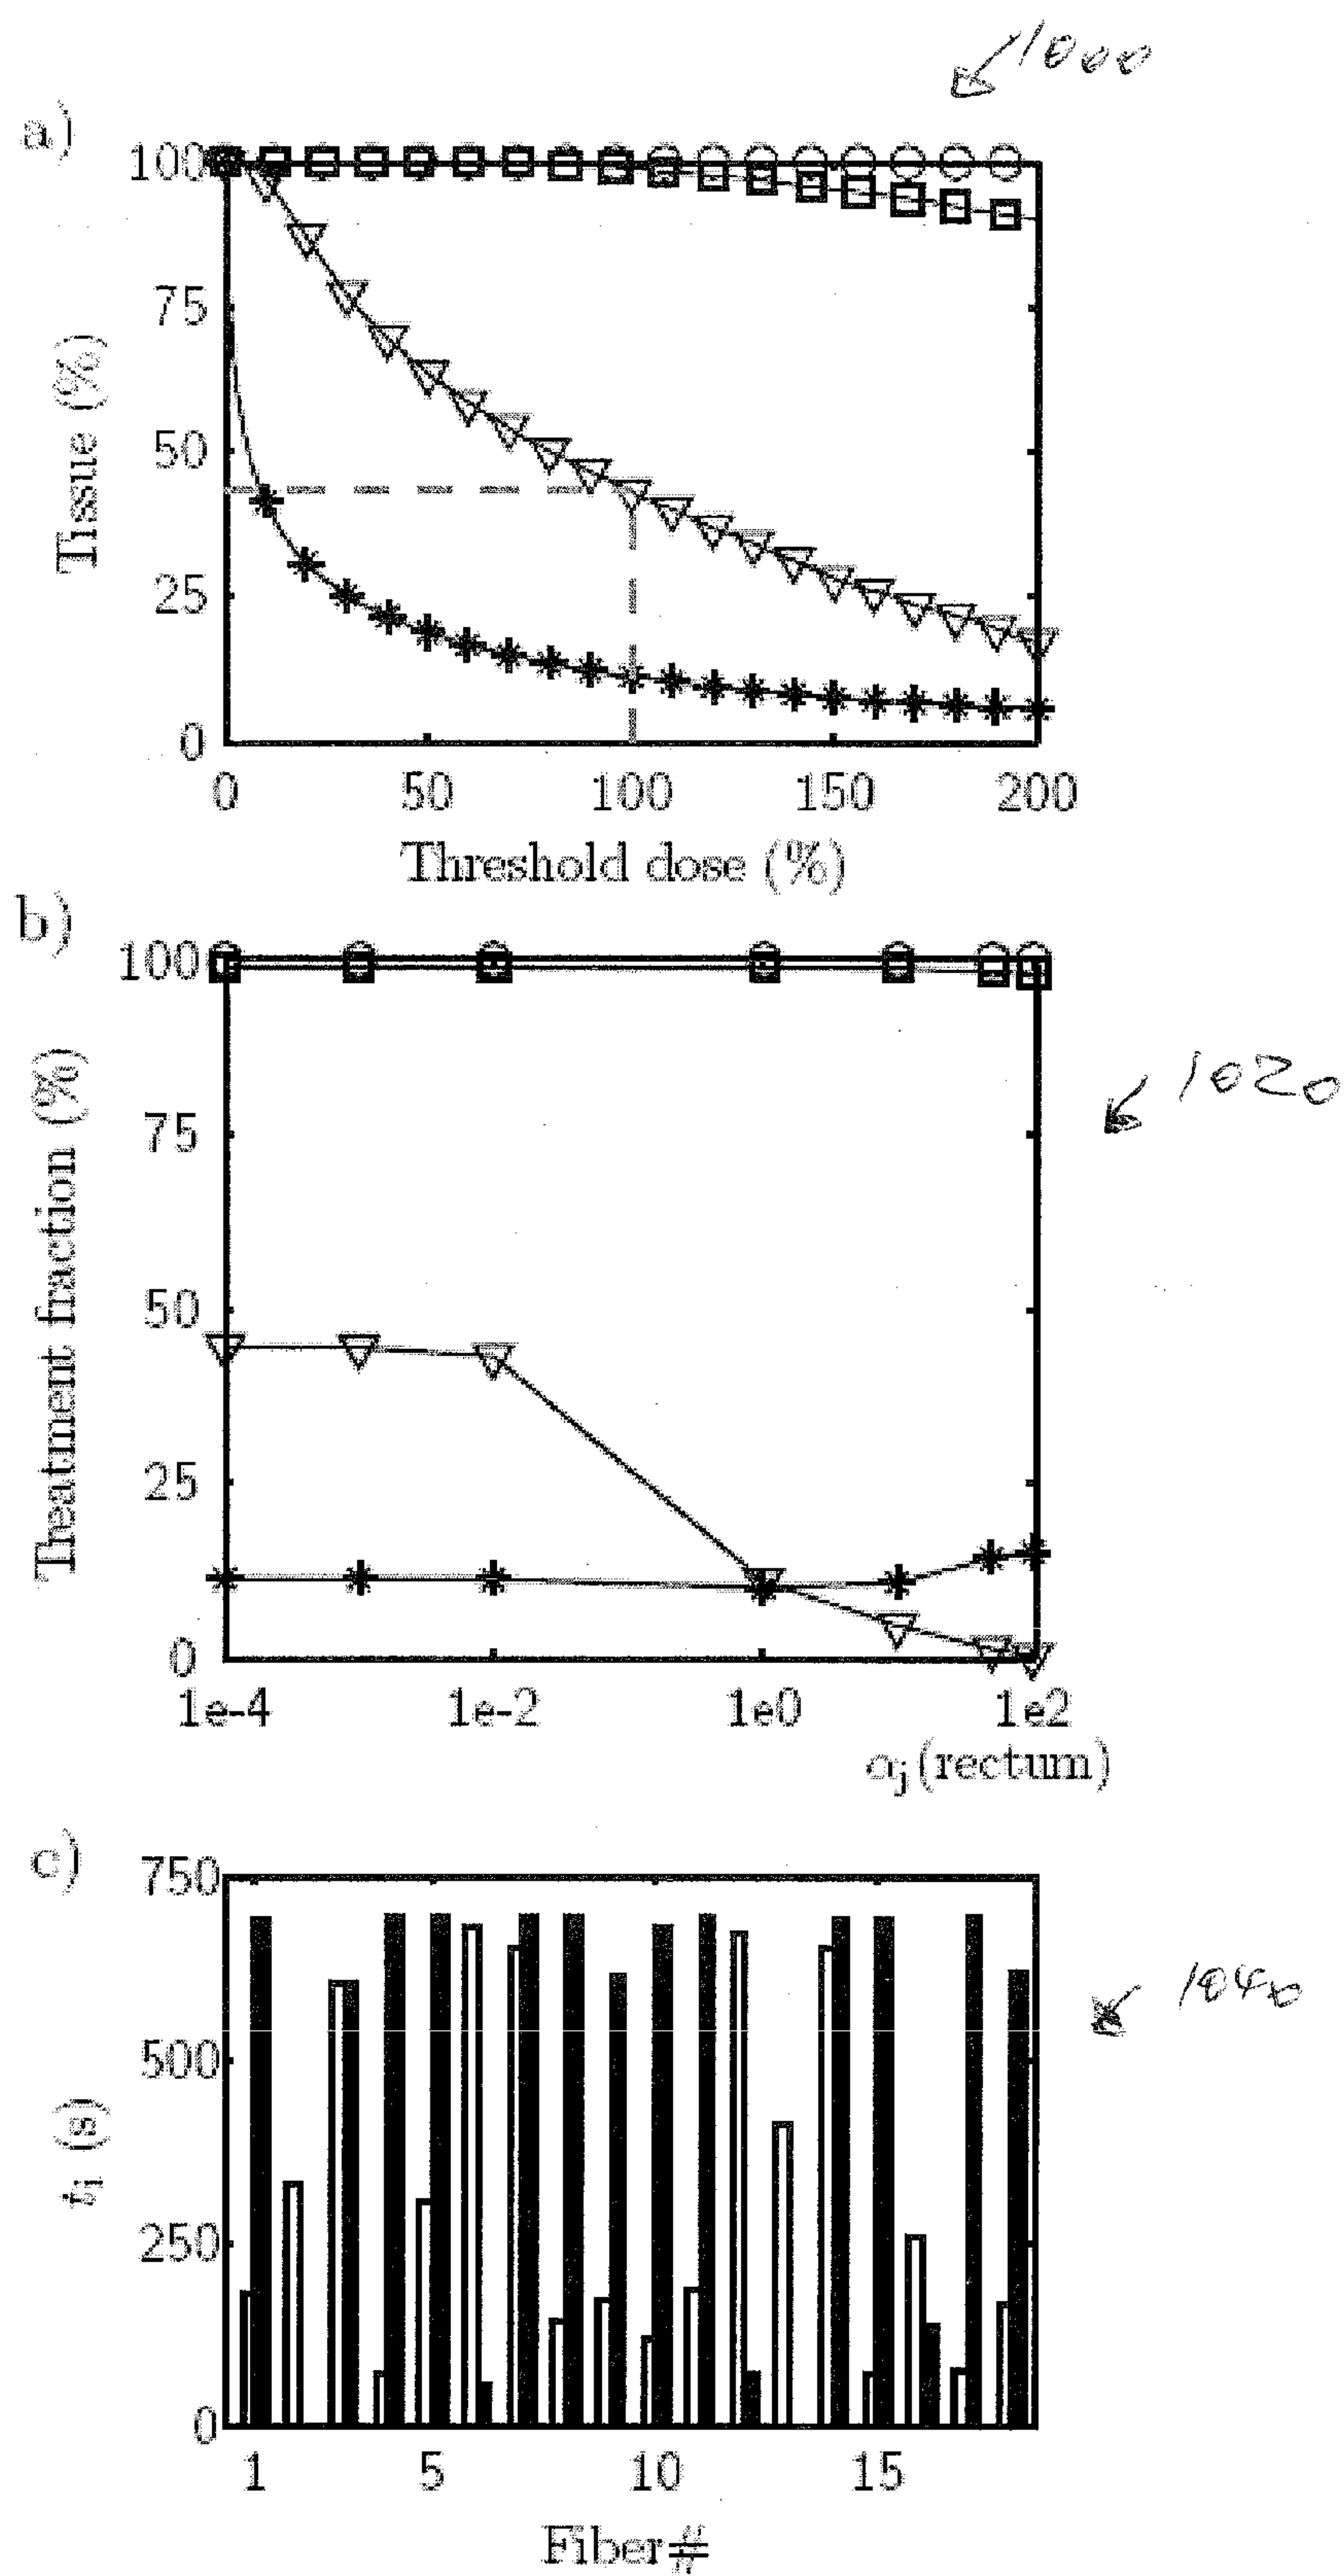 1000
a)
100
75
50
25
0
Tissue (%)
0 50 100 150 200
Threshold dose (%)
b)
100
75
50
25
0
Treatment fraction (%)
1020
1e-4 1e-2 1e0 1e2
αj (rectum)
c)
750
500
250
0
ti (s)
1040
1 5 10 15
Fiber#